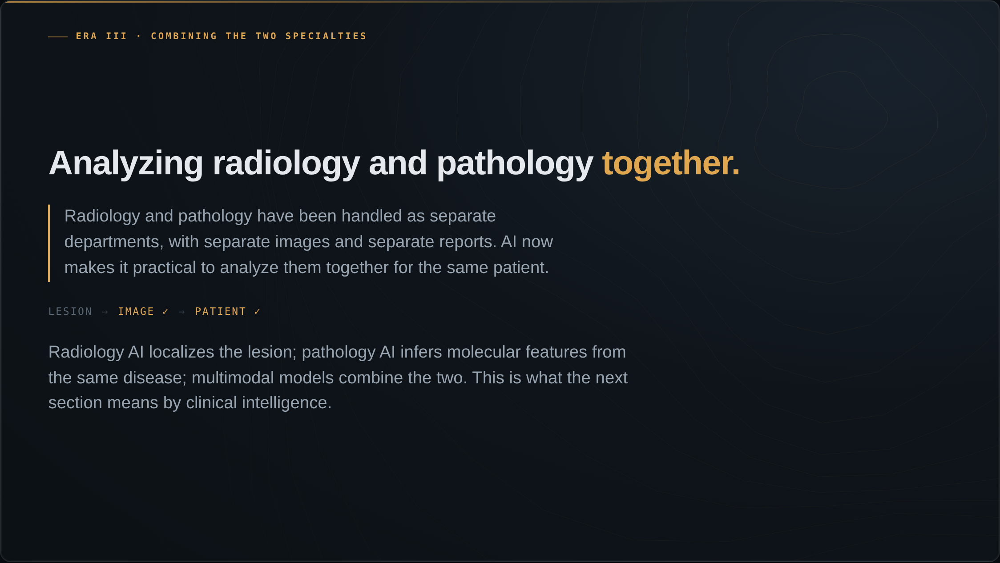 ERA III · COMBINING THE TWO SPECIALTIES
Analyzing radiology and pathology together.
Radiology and pathology have been handled as separate
departments, with separate images and separate reports. AI now
makes it practical to analyze them together for the same patient.
LESION → IMAGE ✓ → PATIENT ✓
Radiology AI localizes the lesion; pathology AI infers molecular features from
the same disease; multimodal models combine the two. This is what the next
section means by clinical intelligence.